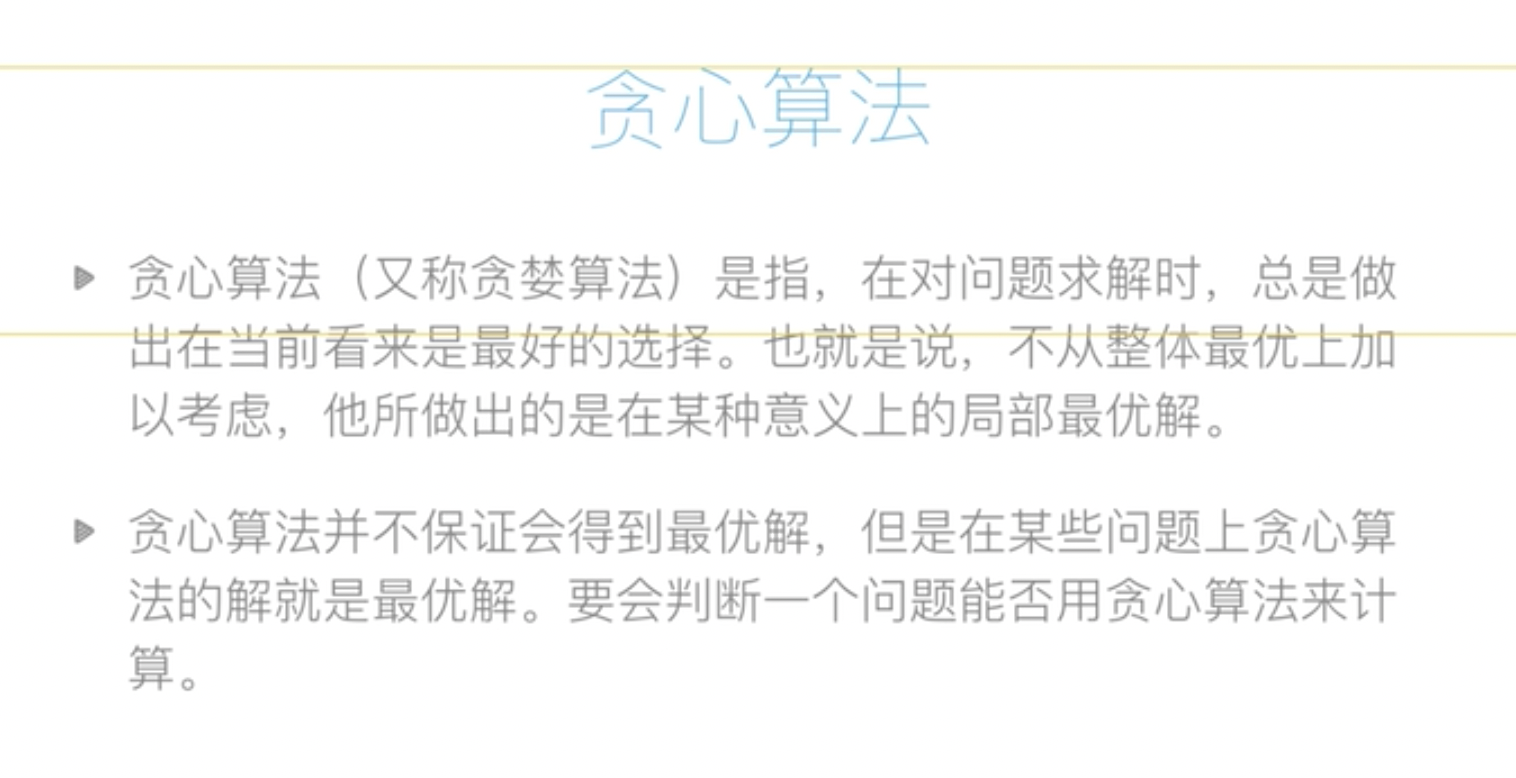 贪心算法
贪心算法（又称贪婪算法）是指，在对问题求解时，总是做
出在当前看来是最好的选择。也就是说，不从整体最优上加
以考虑，他所做出的是在某种意义上的局部最优解。
贪心算法并不保证会得到最优解，但是在某些问题上贪心算
法的解就是最优解。要会判断一个问题能否用贪心算法来计
算。